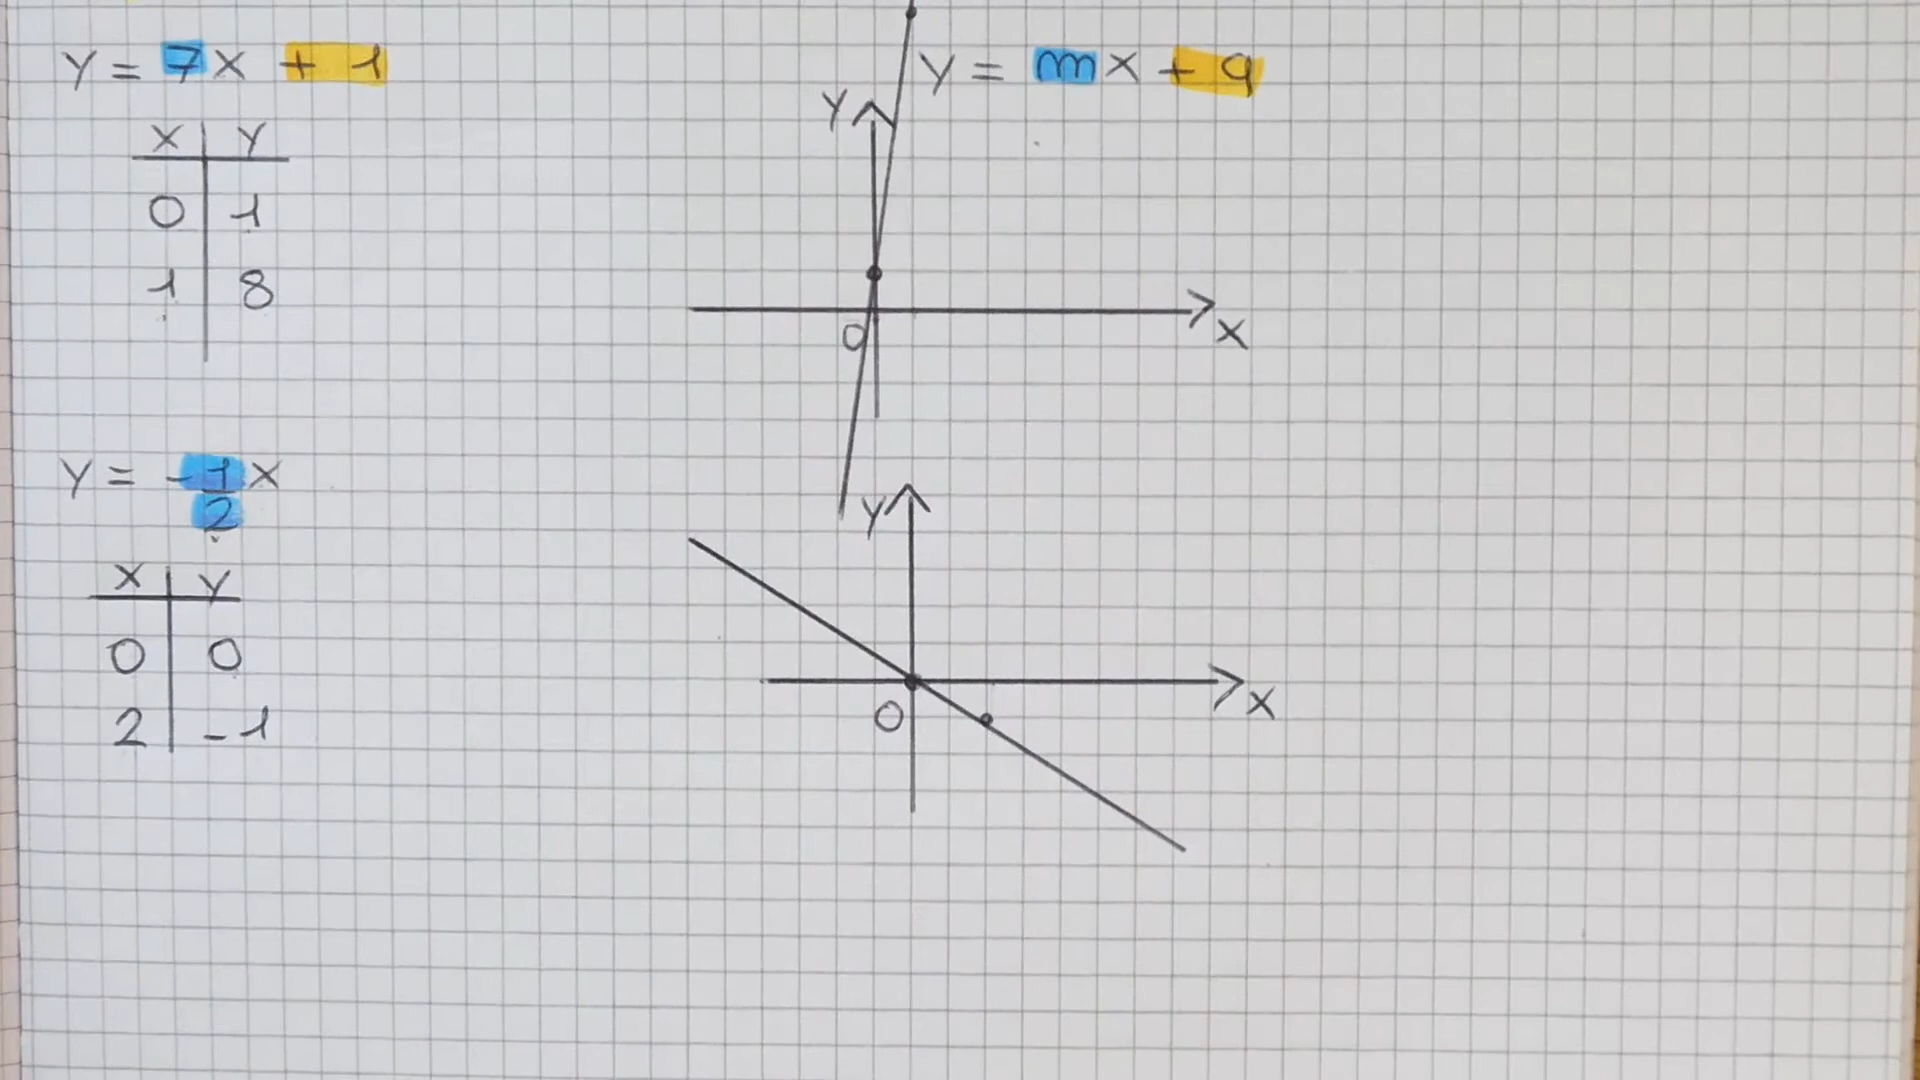 Y = 7X + 1
Y = mX + q
X Y
0 1
1 8
Y
0
X
Y = -1/2 X
X Y
0 0
2 -1
Y
0
X